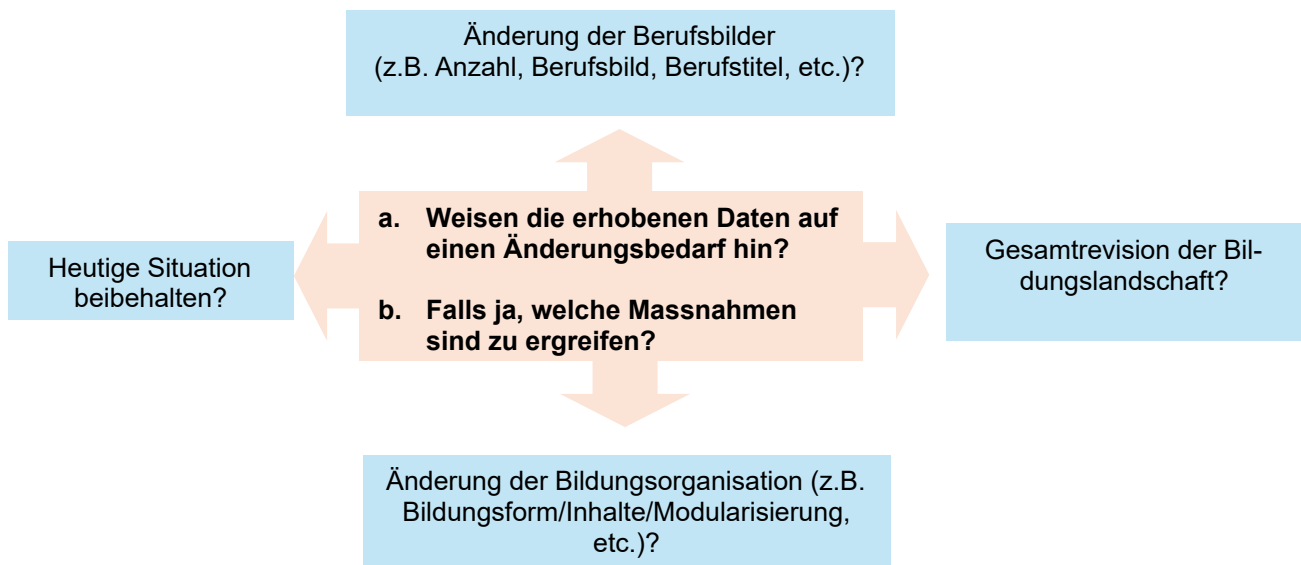 Änderung der Berufsbilder
(z.B. Anzahl, Berufsbild, Berufstitel, etc.)?
a. Weisen die erhobenen Daten auf
einen Änderungsbedarf hin?
b. Falls ja, welche Massnahmen
sind zu ergreifen?
Heutige Situation
beibehalten?
Gesamtrevision der Bil-
dungslandschaft?
Änderung der Bildungsorganisation (z.B.
Bildungsform/Inhalte/Modularisierung,
etc.)?